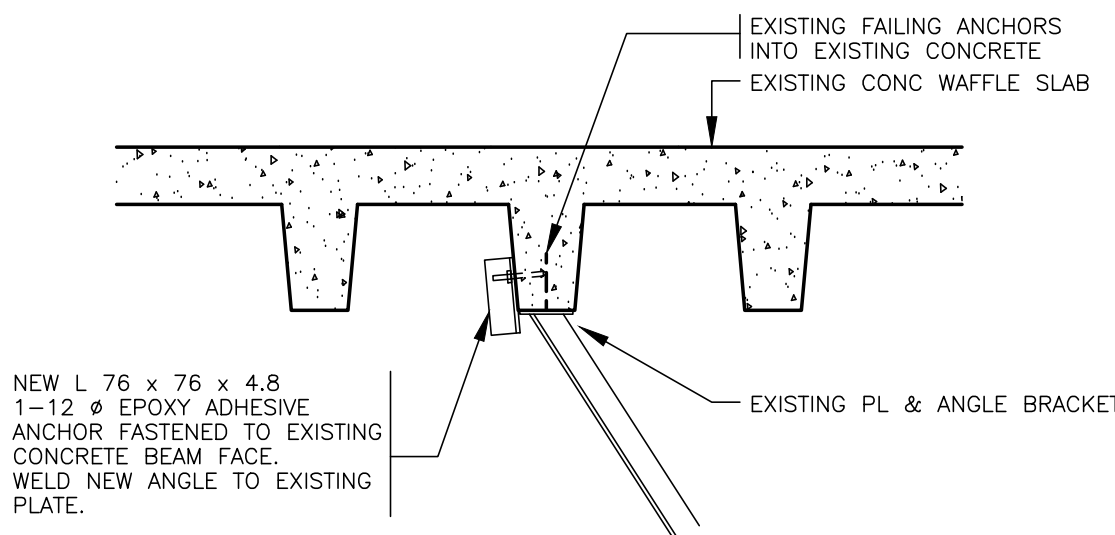 EXISTING FAILING ANCHORS
INTO EXISTING CONCRETE
EXISTING CONC WAFFLE SLAB
NEW L 76 x 76 x 4.8
1-12 ø EPOXY ADHESIVE
ANCHOR FASTENED TO EXISTING
CONCRETE BEAM FACE.
WELD NEW ANGLE TO EXISTING
PLATE.
EXISTING PL & ANGLE BRACKET